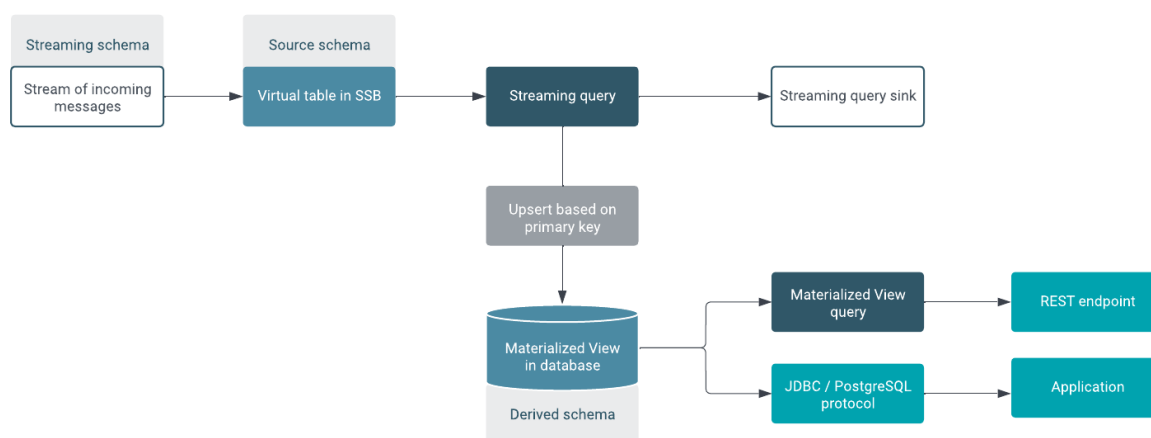 Streaming schema
Stream of incoming
messages
Source schema
Virtual table in SSB
Streaming query
Streaming query sink
Upsert based on
primary key
Materialized View
in database
Derived schema
Materialized View
query
REST endpoint
JDBC / PostgreSQL
protocol
Application